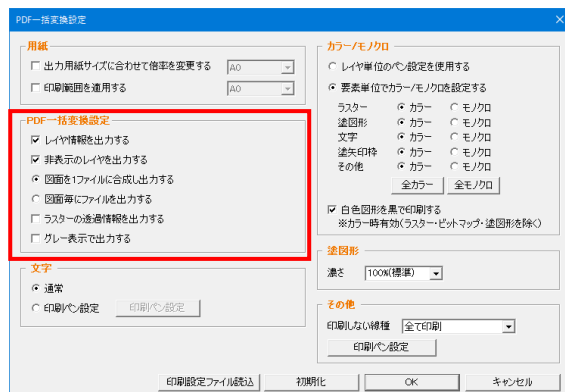 PDF一括変換設定
用紙
出力用紙サイズに合わせて倍率を変更する
A0
印刷範囲を適用する
A0
PDF一括変換設定
レイヤ情報を出力する
非表示のレイヤを出力する
図面を1ファイルに合成し出力する
図面毎にファイルを出力する
ラスターの透過情報を出力する
グレー表示で出力する
文字
通常
印刷ペン設定
印刷ペン設定
カラー/モノクロ
レイヤ単位のペン設定を使用する
要素単位でカラー/モノクロを設定する
ラスター カラー モノクロ
塗図形 カラー モノクロ
文字 カラー モノクロ
塗矢印枠 カラー モノクロ
その他 カラー モノクロ
全カラー 全モノクロ
白色図形を黒で印刷する
※カラー時有効(ラスター・ビットマップ・塗図形を除く)
塗図形
濃さ 100%(標準)
その他
印刷しない線種 全て印刷
印刷ペン設定
印刷設定ファイル読込 初期化 OK キャンセル